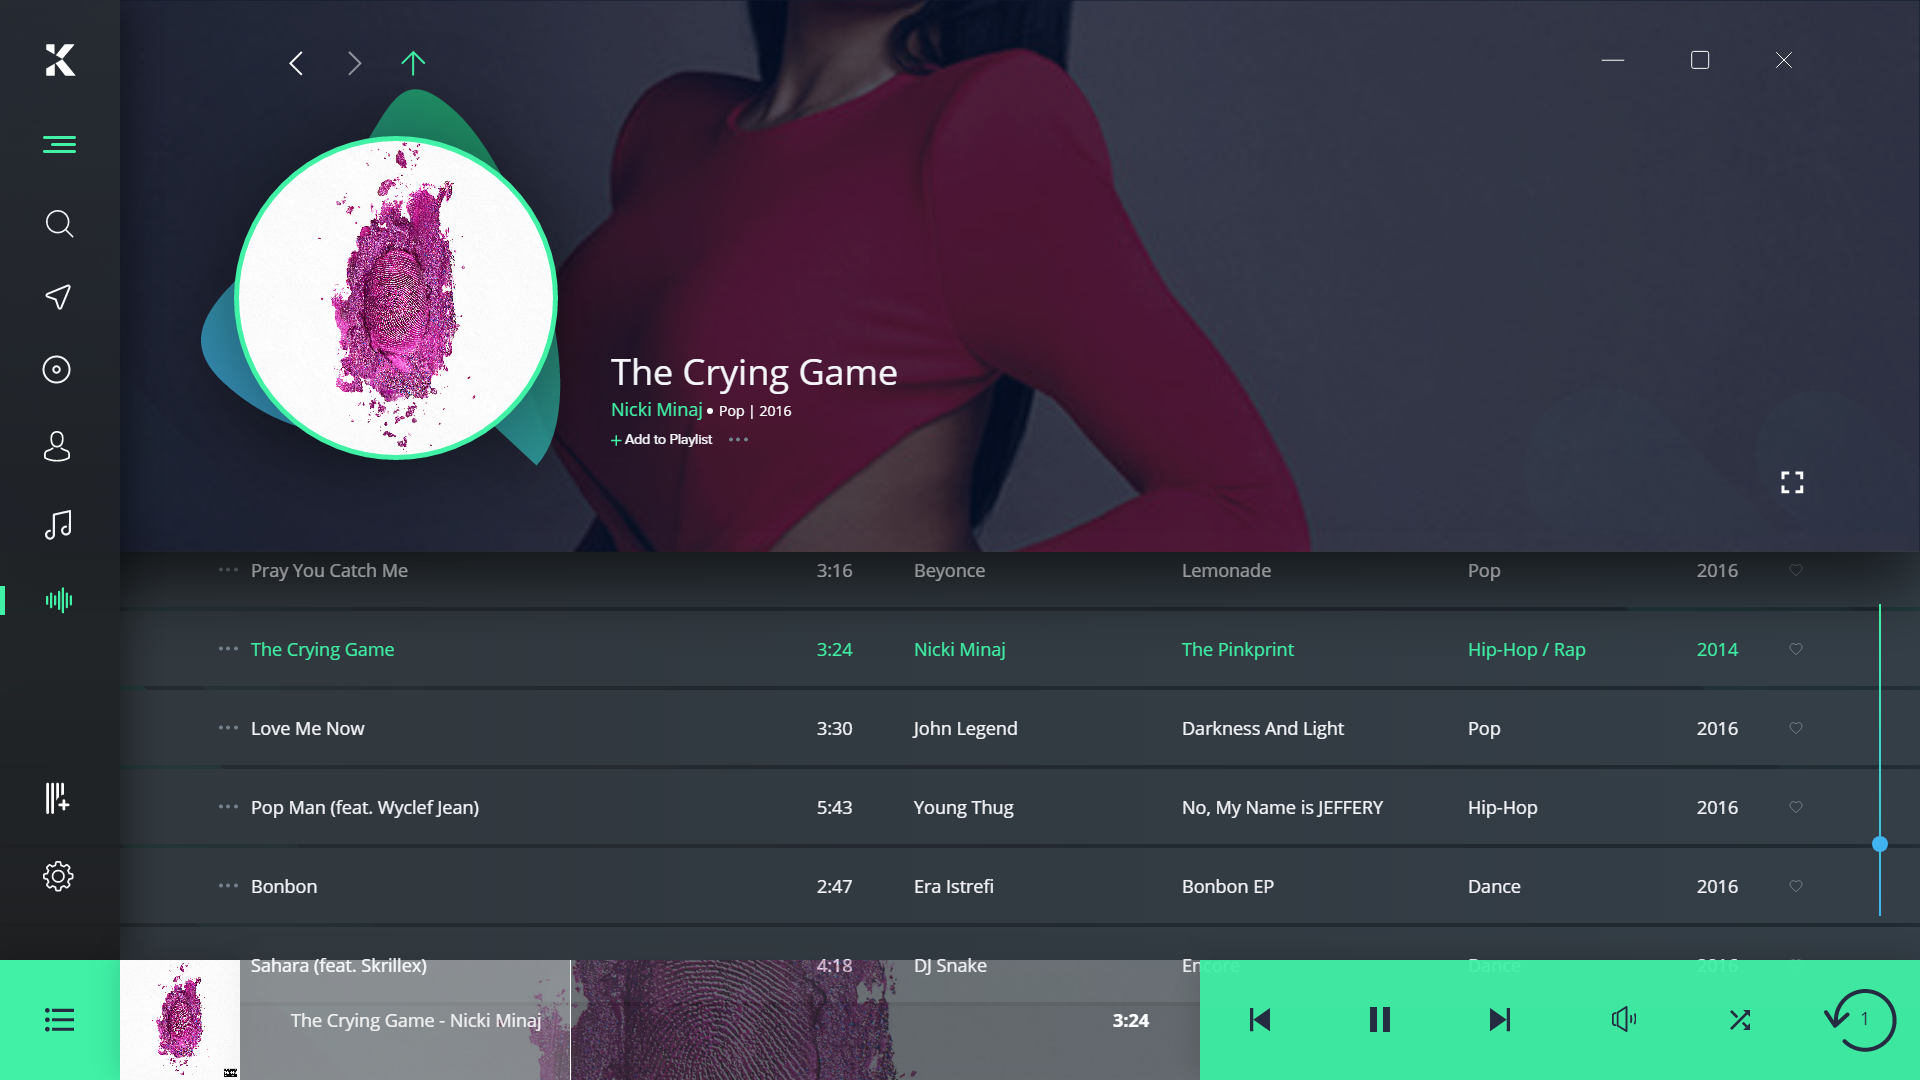 The Crying Game
Nicki Minaj • Pop | 2016
+ Add to Playlist •••
Pray You Catch Me 3:16 Beyonce Lemonade Pop 2016
The Crying Game 3:24 Nicki Minaj The Pinkprint Hip-Hop / Rap 2014
Love Me Now 3:30 John Legend Darkness And Light Pop 2016
Pop Man (feat. Wyclef Jean) 5:43 Young Thug No, My Name is JEFFERY Hip-Hop 2016
Bonbon 2:47 Era Istrefi Bonbon EP Dance 2016
Sahara (feat. Skrillex) 4:18 DJ Snake Encore Dance 2016
The Crying Game - Nicki Minaj 3:24
1